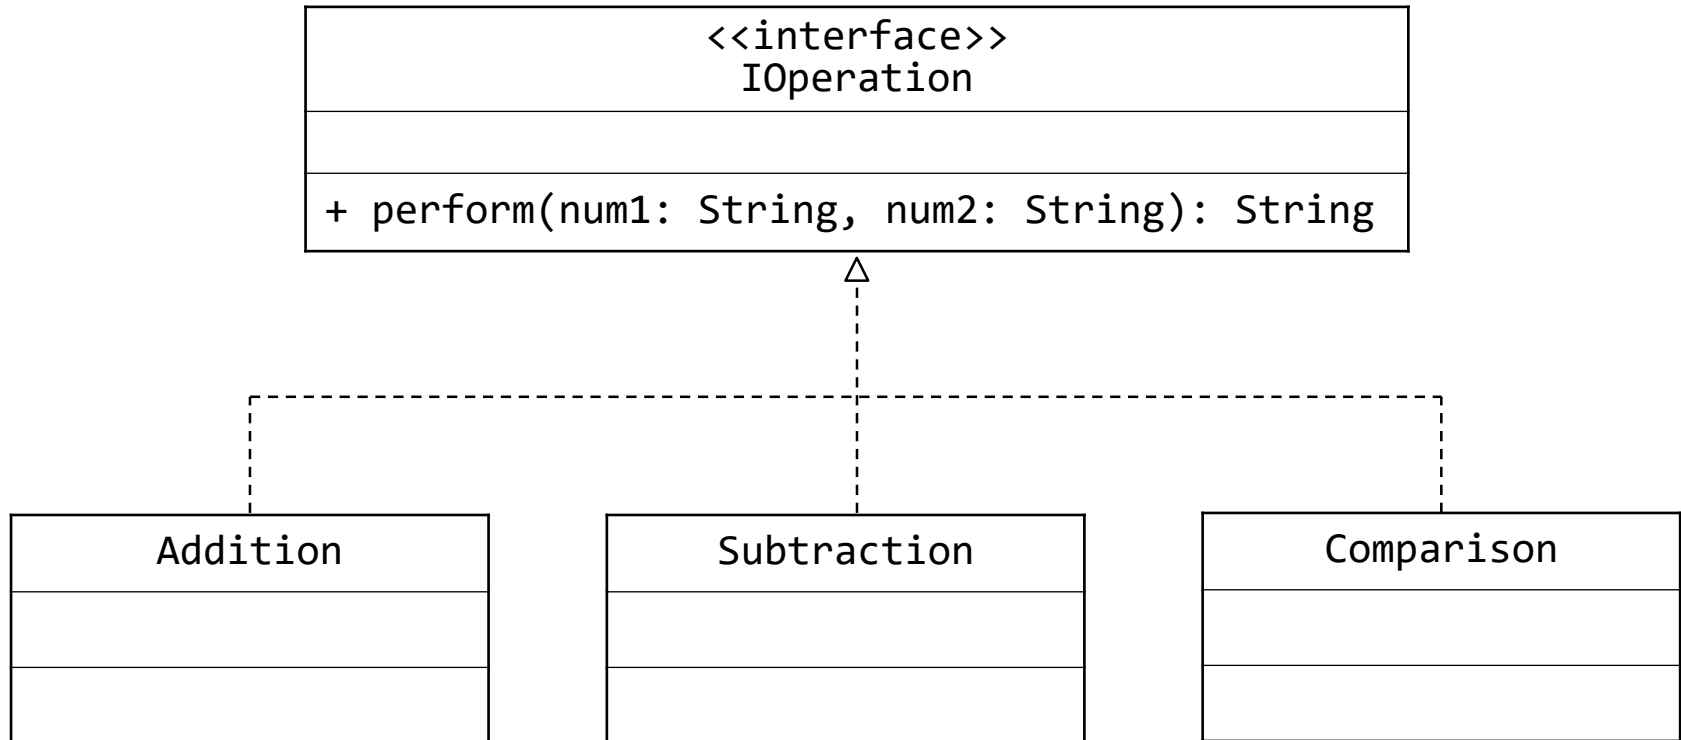 <<interface>>
IOperation
+ perform(num1: String, num2: String): String
Addition
Subtraction
Comparison